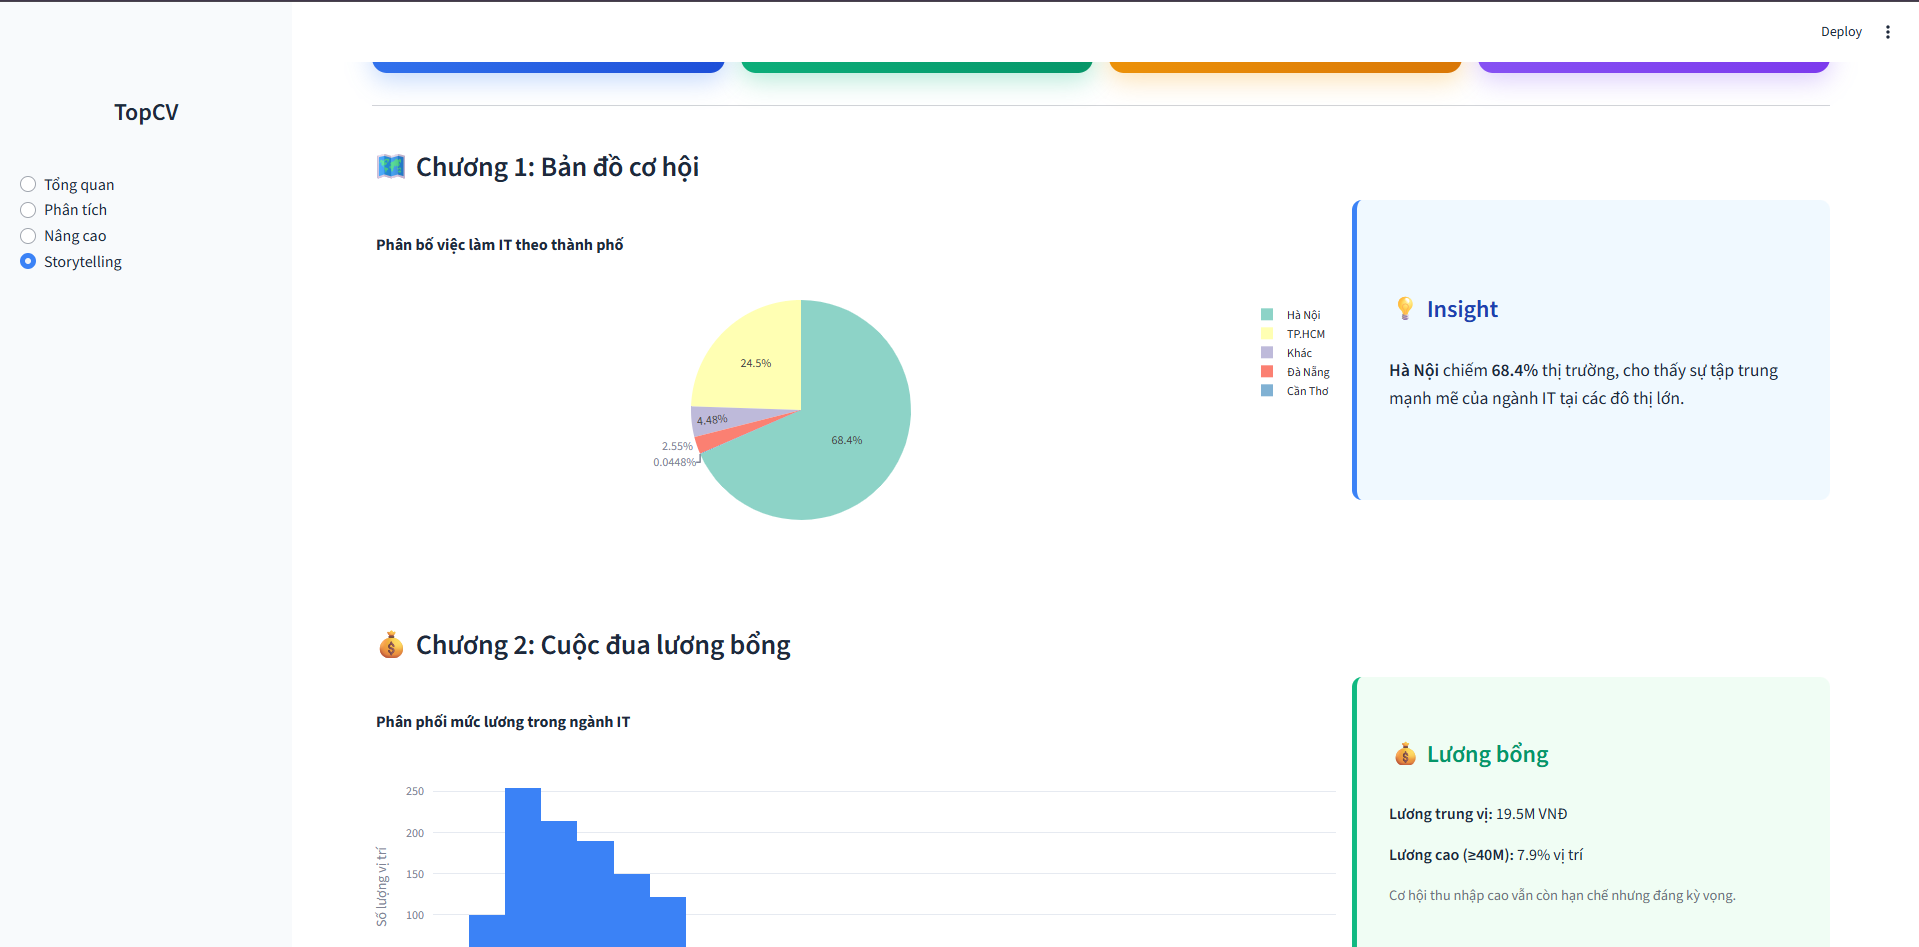 Deploy
TopCV
Tổng quan
Phân tích
Nâng cao
Storytelling
Chương 1: Bản đồ cơ hội
Phân bố việc làm IT theo thành phố
24.5%
4.48%
2.55%
0.0448%
68.4%
Hà Nội
TP.HCM
Khác
Đà Nẵng
Cần Thơ
Insight
Hà Nội chiếm 68.4% thị trường, cho thấy sự tập trung
mạnh mẽ của ngành IT tại các đô thị lớn.
Chương 2: Cuộc đua lương bổng
Phân phối mức lương trong ngành IT
250
200
150
100
Số lượng vị trí
Lương bổng
Lương trung vị: 19.5M VNĐ
Lương cao (≥40M): 7.9% vị trí
Cơ hội thu nhập cao vẫn còn hạn chế nhưng đáng kỳ vọng.